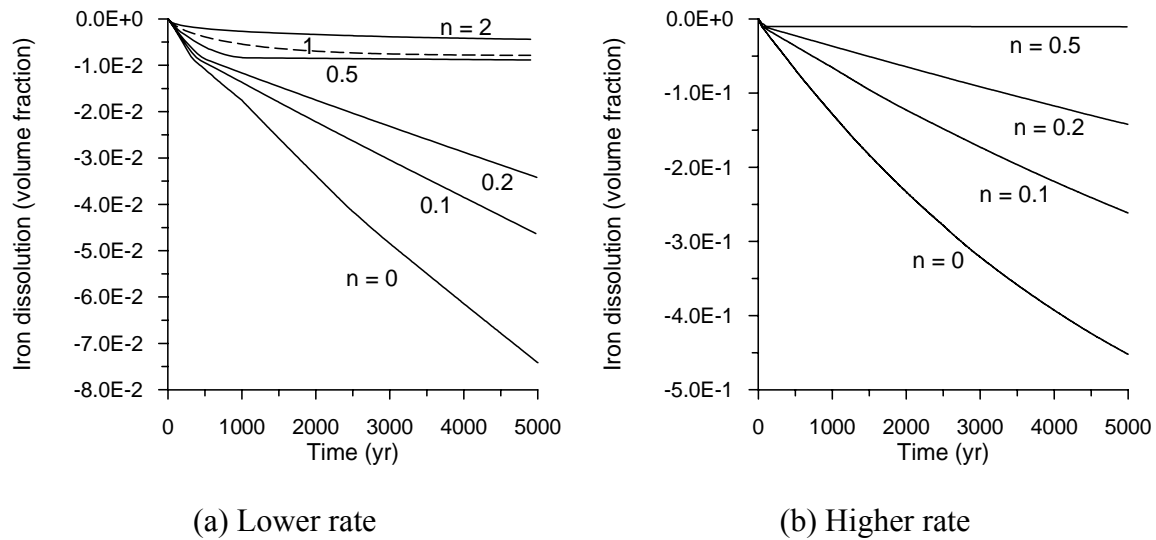 Iron dissolution (volume fraction)
0.0E+0
-1.0E-2
-2.0E-2
-3.0E-2
-4.0E-2
-5.0E-2
-6.0E-2
-7.0E-2
-8.0E-2
n = 2
1
0.5
0.2
0.1
n = 0
0 1000 2000 3000 4000 5000
Time (yr)
(a) Lower rate
Iron dissolution (volume fraction)
0.0E+0
-1.0E-1
-2.0E-1
-3.0E-1
-4.0E-1
-5.0E-1
n = 0.5
n = 0.2
n = 0.1
n = 0
0 1000 2000 3000 4000 5000
Time (yr)
(b) Higher rate